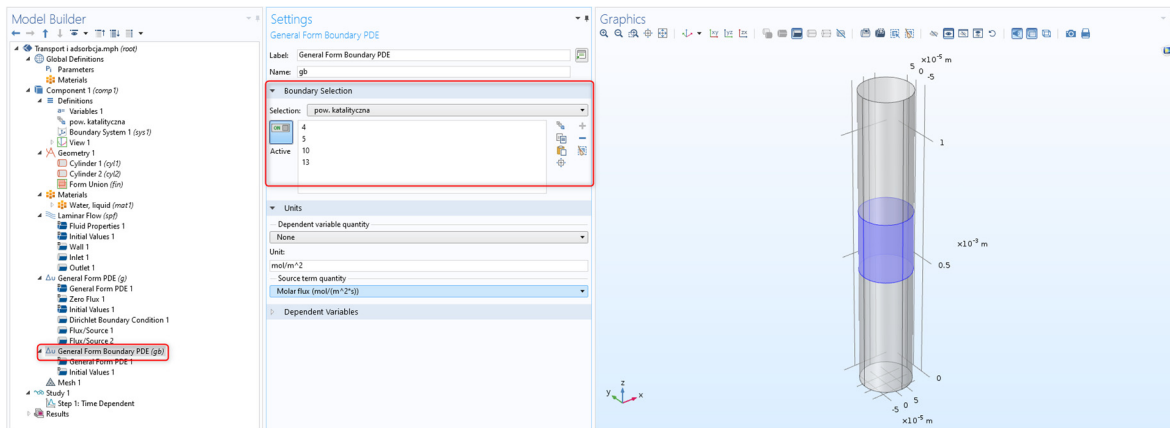 Model Builder
Transport i adsorbcja.mph (root)
Global Definitions
Pi Parameters
Materials
Component 1 (comp1)
Definitions
a= Variables 1
pow. katalityczna
Boundary System 1 (sys1)
View 1
Geometry 1
Cylinder 1 (cyl1)
Cylinder 2 (cyl2)
Form Union (fin)
Materials
Water, liquid (mat1)
Laminar Flow (spf)
Fluid Properties 1
Initial Values 1
Wall 1
Inlet 1
Outlet 1
Δu General Form PDE (g)
General Form PDE 1
Zero Flux 1
Initial Values 1
Dirichlet Boundary Condition 1
Flux/Source 1
Flux/Source 2
Δu General Form Boundary PDE (gb)
General Form PDE 1
Initial Values 1
Mesh 1
Study 1
Step 1: Time Dependent
Results
Settings
General Form Boundary PDE
Label: General Form Boundary PDE
Name: gb
Boundary Selection
Selection: pow. katalityczna
4
5
Active 10
13
Units
Dependent variable quantity
None
Unit:
mol/m^2
Source term quantity
Molar flux (mol/(m^2*s))
Dependent Variables
Graphics
×10⁻⁵ m
5 0 -5
1
×10⁻³ m
0.5
0
-5 0 5
×10⁻⁵ m
z
y x